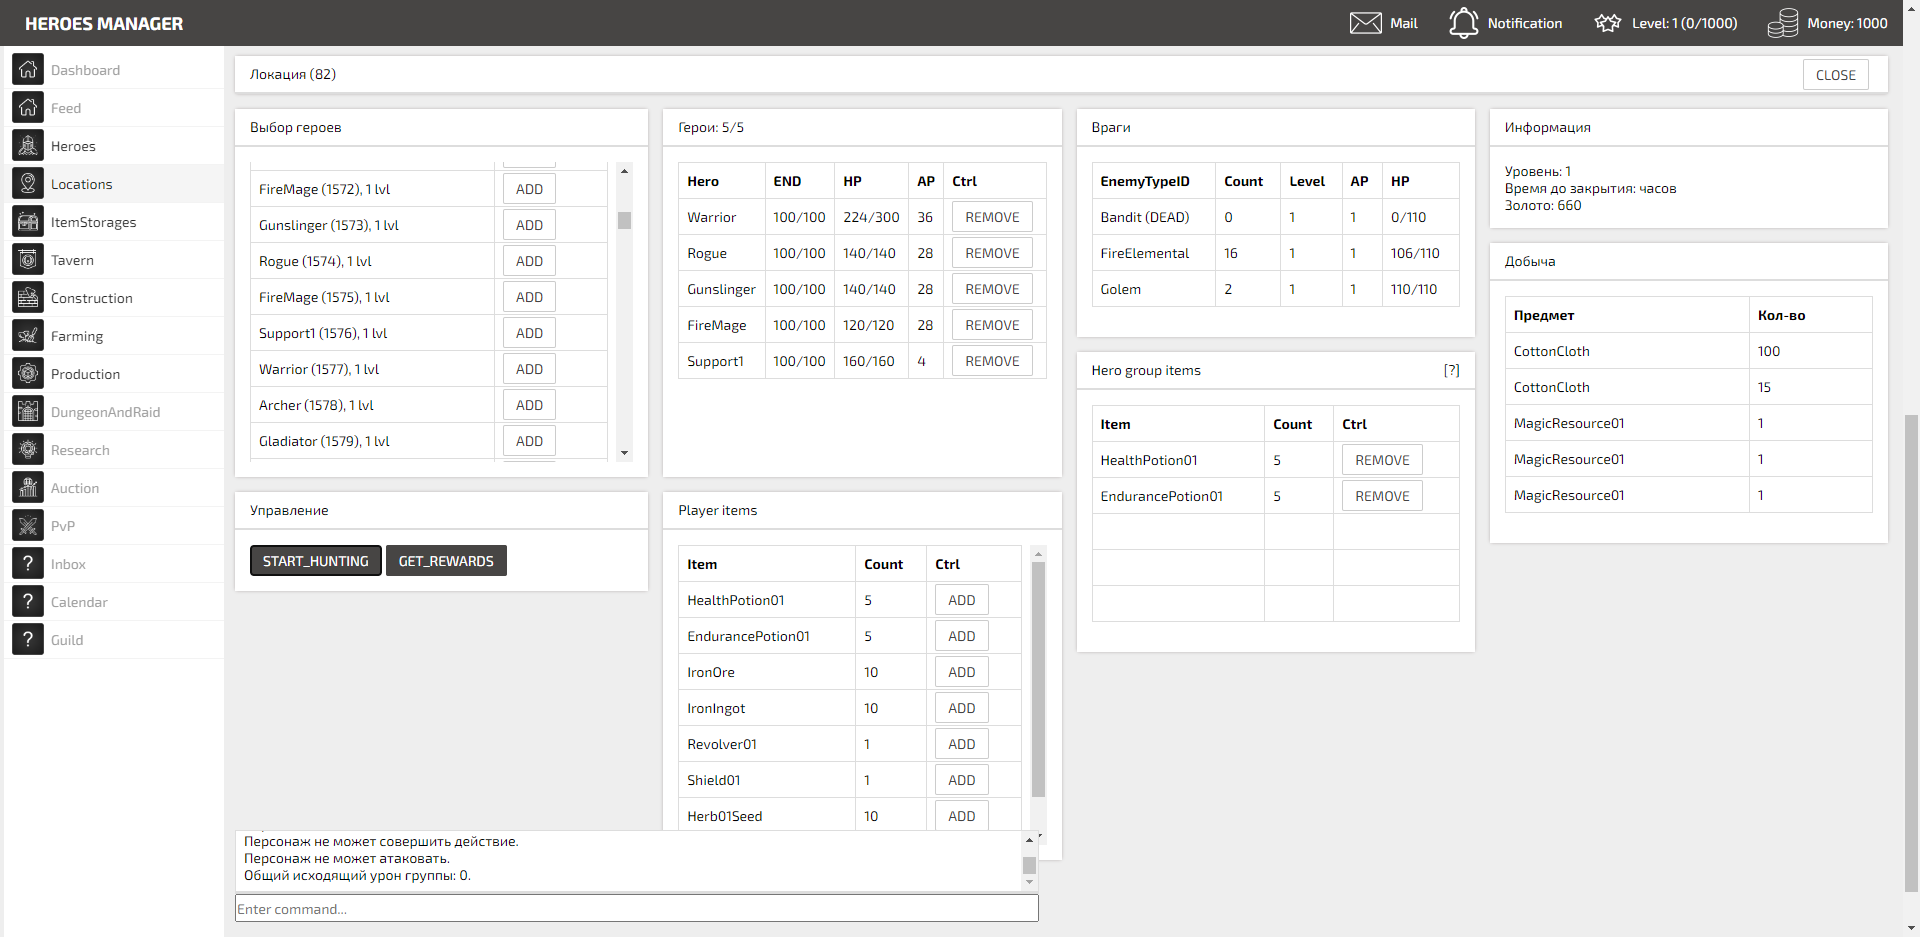 HEROES MANAGER
Mail
Notification
Level: 1 (0/1000)
Money: 1000
Dashboard
Feed
Heroes
Locations
ItemStorages
Tavern
Construction
Farming
Production
DungeonAndRaid
Research
Auction
PvP
? Inbox
? Calendar
? Guild
Локация (82)
CLOSE
Выбор героев
FireMage (1572), 1 lvl ADD
Gunslinger (1573), 1 lvl ADD
Rogue (1574), 1 lvl ADD
FireMage (1575), 1 lvl ADD
Support1 (1576), 1 lvl ADD
Warrior (1577), 1 lvl ADD
Archer (1578), 1 lvl ADD
Gladiator (1579), 1 lvl ADD
Управление
START_HUNTING GET_REWARDS
Герои: 5/5
Hero END HP AP Ctrl
Warrior 100/100 224/300 36 REMOVE
Rogue 100/100 140/140 28 REMOVE
Gunslinger 100/100 140/140 28 REMOVE
FireMage 100/100 120/120 28 REMOVE
Support1 100/100 160/160 4 REMOVE
Player items
Item Count Ctrl
HealthPotion01 5 ADD
EndurancePotion01 5 ADD
IronOre 10 ADD
IronIngot 10 ADD
Revolver01 1 ADD
Shield01 1 ADD
Herb01Seed 10 ADD
Враги
EnemyTypeID Count Level AP HP
Bandit (DEAD) 0 1 1 0/110
FireElemental 16 1 1 106/110
Golem 2 1 1 110/110
Hero group items [?]
Item Count Ctrl
HealthPotion01 5 REMOVE
EndurancePotion01 5 REMOVE
Информация
Уровень: 1
Время до закрытия: часов
Золото: 660
Добыча
Предмет Кол-во
CottonCloth 100
CottonCloth 15
MagicResource01 1
MagicResource01 1
MagicResource01 1
Персонаж не может совершить действие.
Персонаж не может атаковать.
Общий исходящий урон группы: 0.
Enter command...